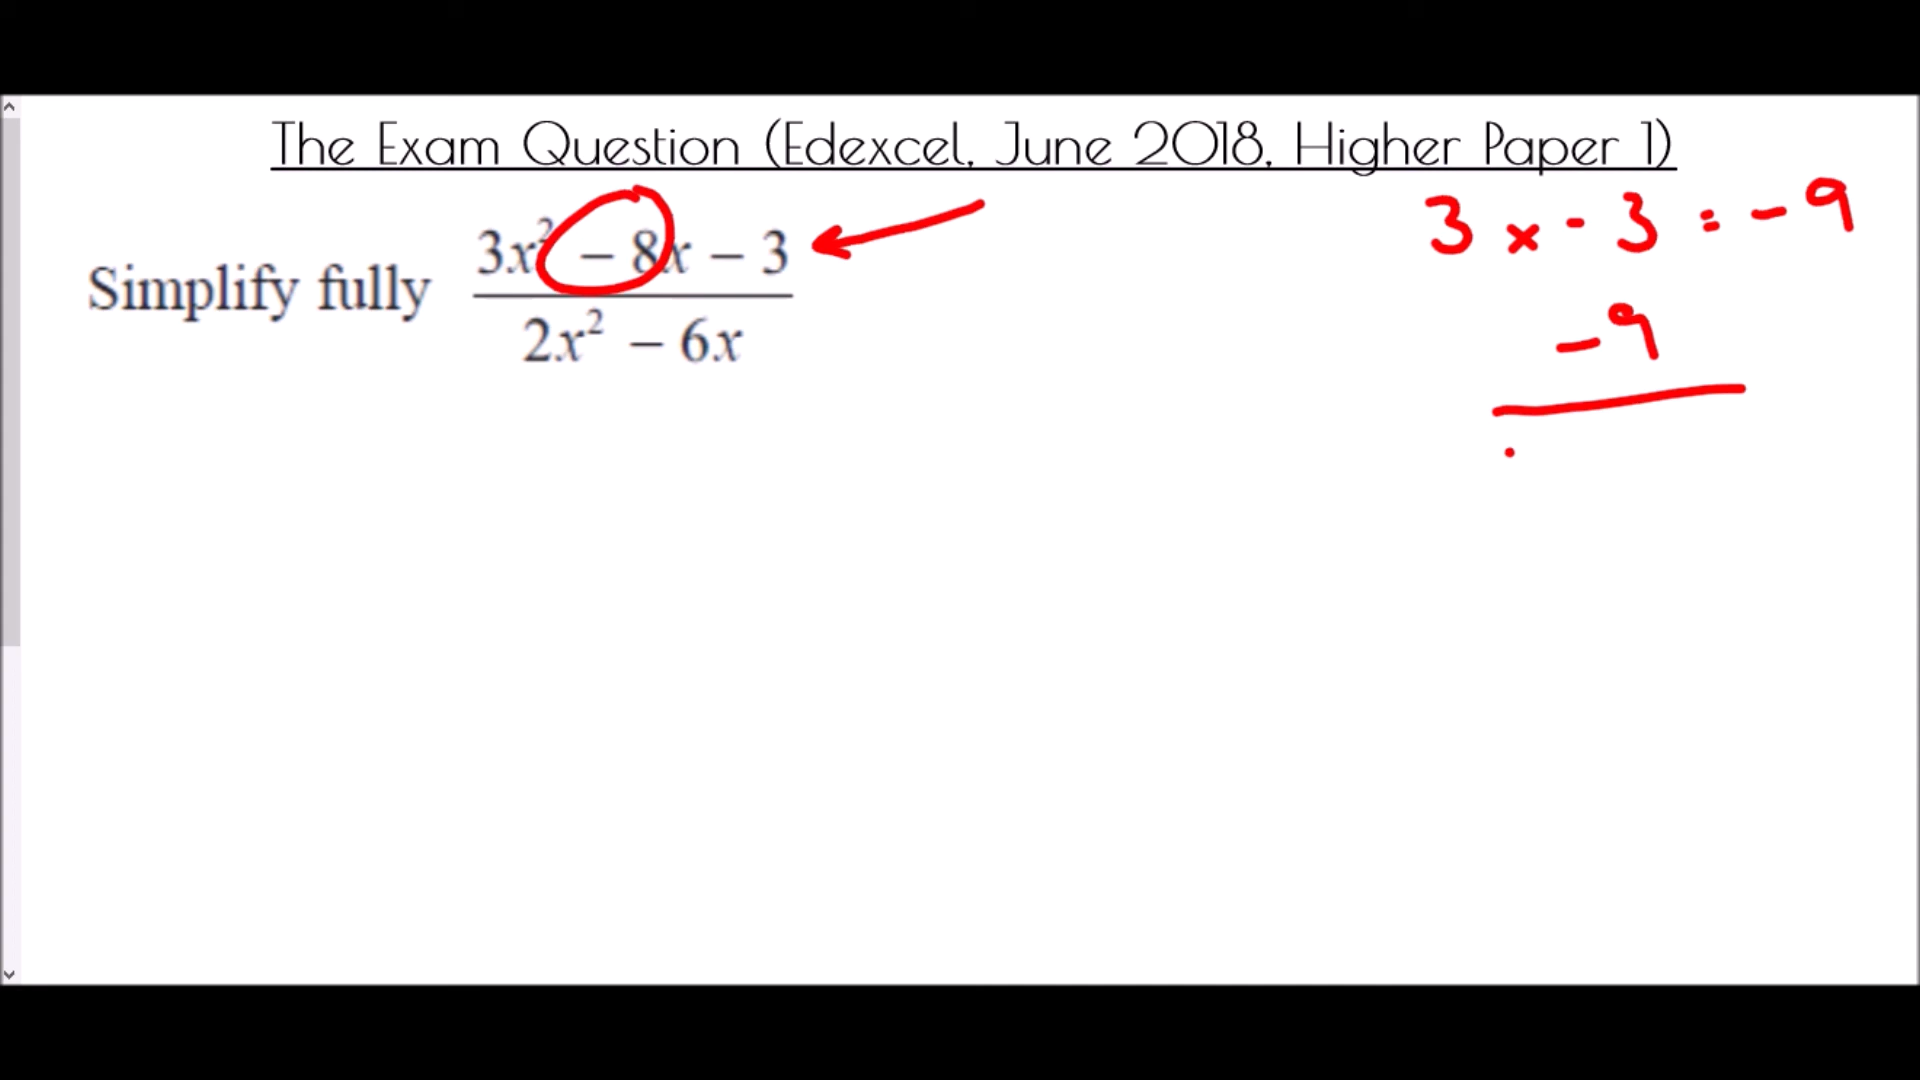 The Exam Question (Edexcel, June 2018, Higher Paper 1)
Simplify fully
3x² – 8x – 3
2x² – 6x
3 x - 3 = - 9
-9